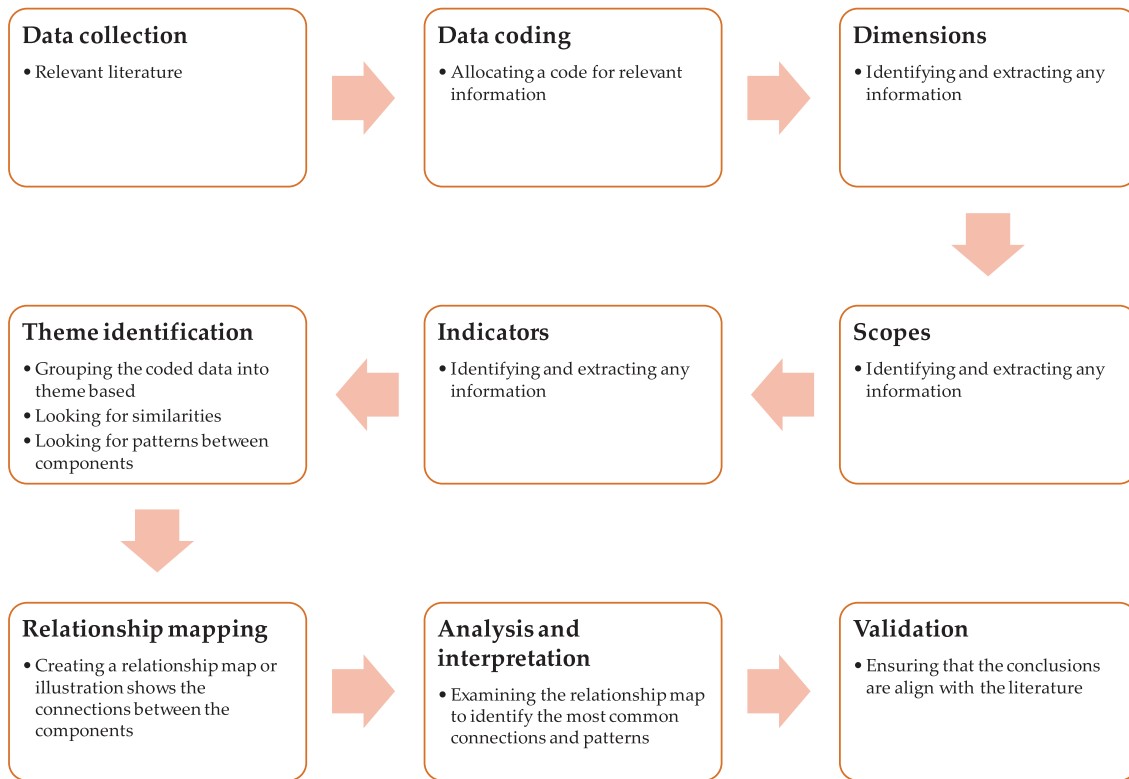 Data collection
• Relevant literature
Data coding
• Allocating a code for relevant
information
Dimensions
• Identifying and extracting any
information
Scopes
• Identifying and extracting any
information
Indicators
• Identifying and extracting any
information
Theme identification
• Grouping the coded data into
theme based
• Looking for similarities
• Looking for patterns between
components
Relationship mapping
• Creating a relationship map or
illustration shows the
connections between the
components
Analysis and
interpretation
• Examining the relationship map
to identify the most common
connections and patterns
Validation
• Ensuring that the conclusions
are align with the literature